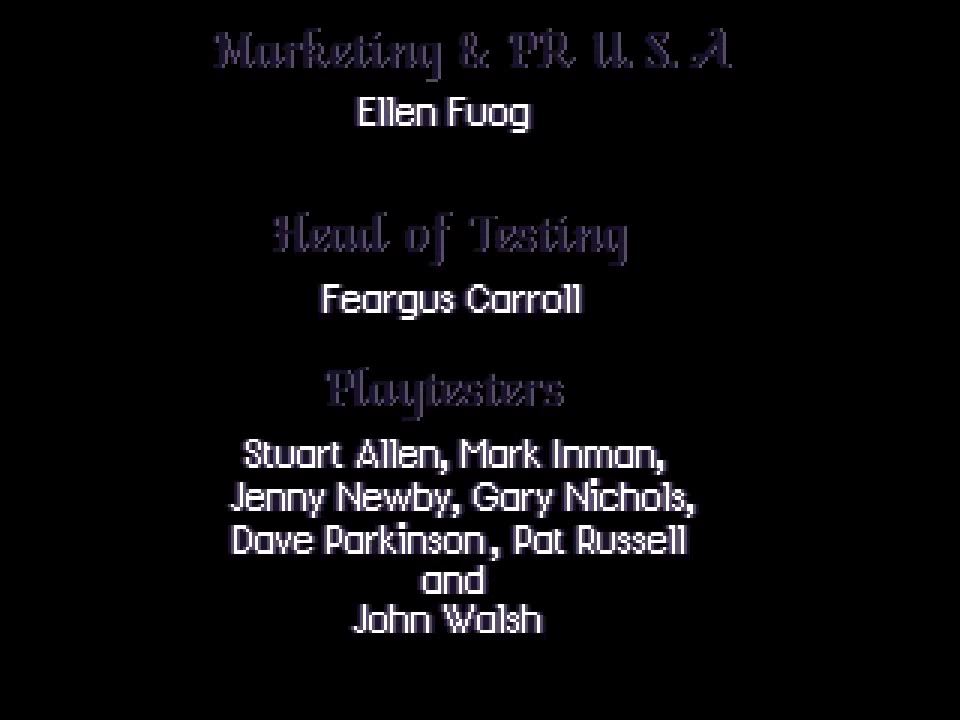 Marketing & PR U.S.A
Ellen Fuog
Head of Testing
Feargus Carroll
Playtesters
Stuart Allen, Mark Inman,
Jenny Newby, Gary Nichols,
Dave Parkinson, Pat Russell
and
John Walsh